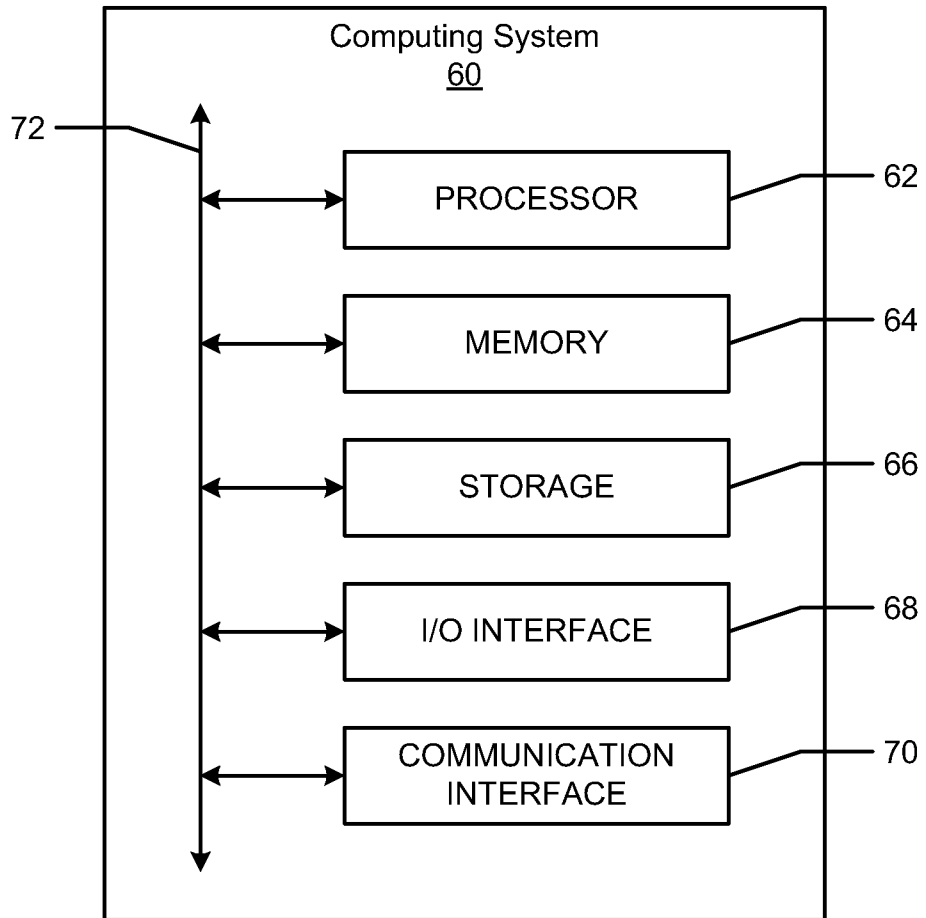 Computing System
60
72
PROCESSOR
62
MEMORY
64
STORAGE
66
I/O INTERFACE
68
COMMUNICATION
INTERFACE
70